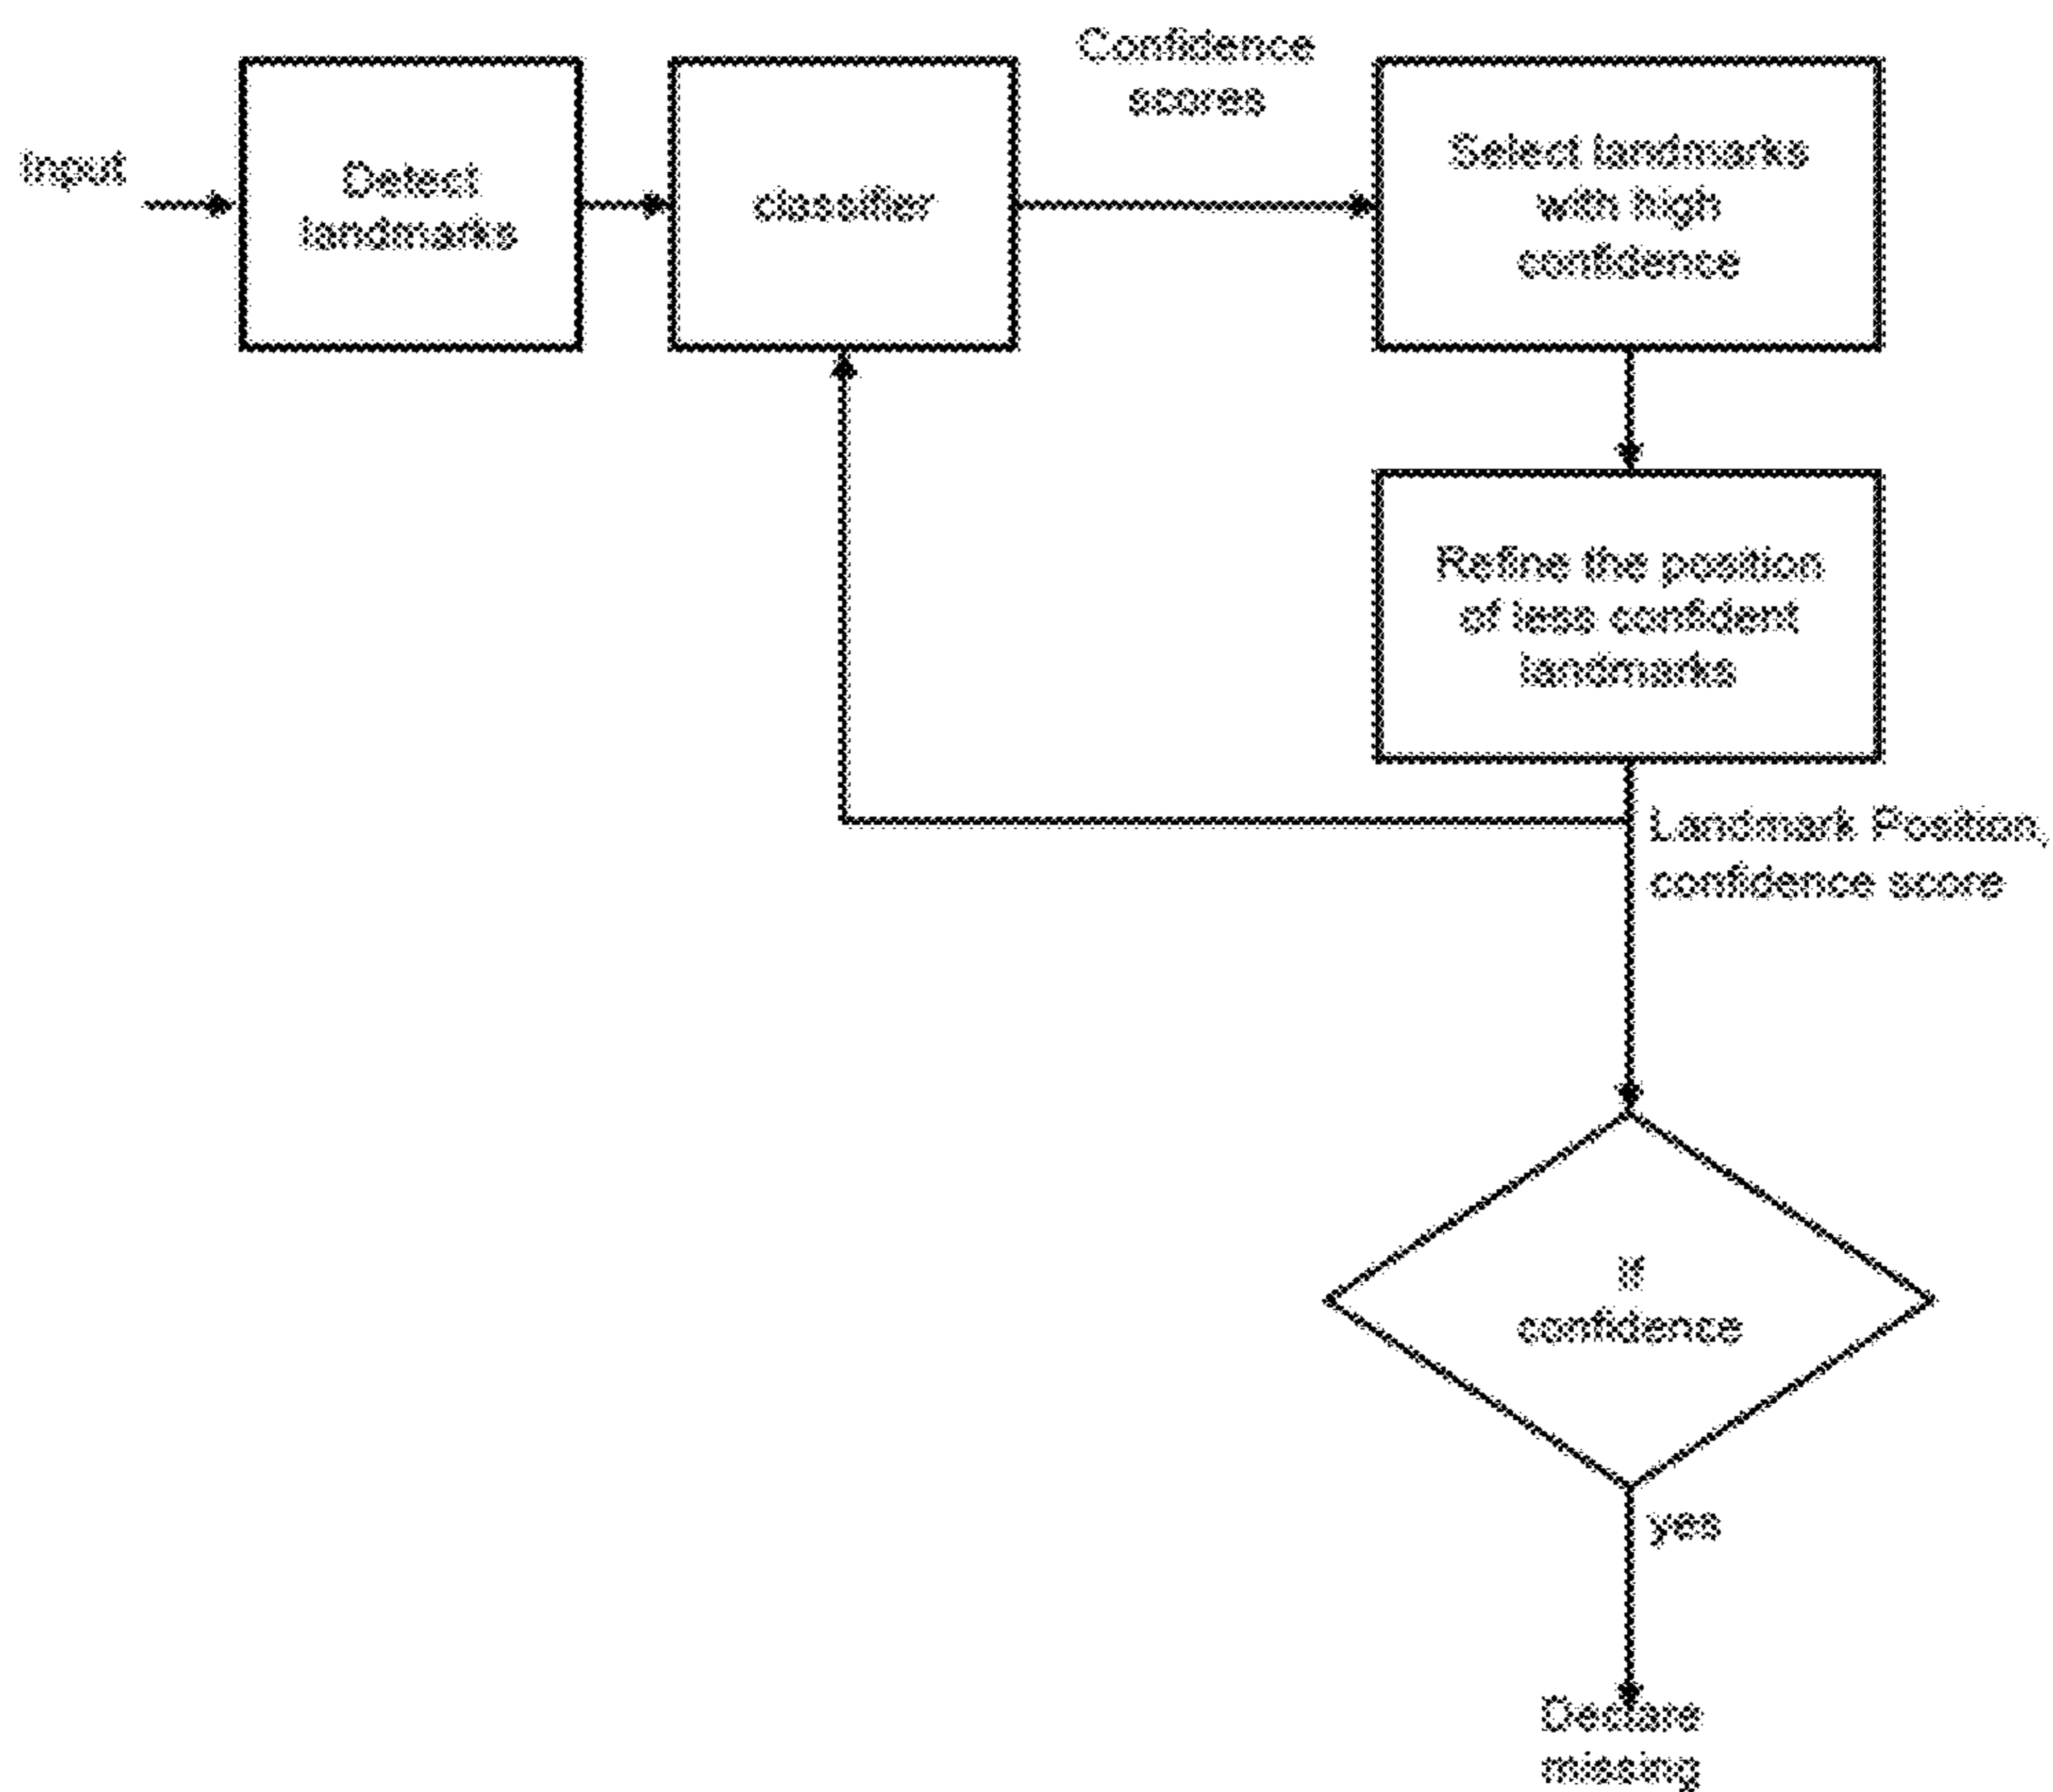 Input
Detect
landmarks
classifier
Confidence
scores
Select landmarks
with high
confidence
Refine the position
of less confident
landmarks
Landmark Position,
confidence score
If
confidence
yes
Declare
missing